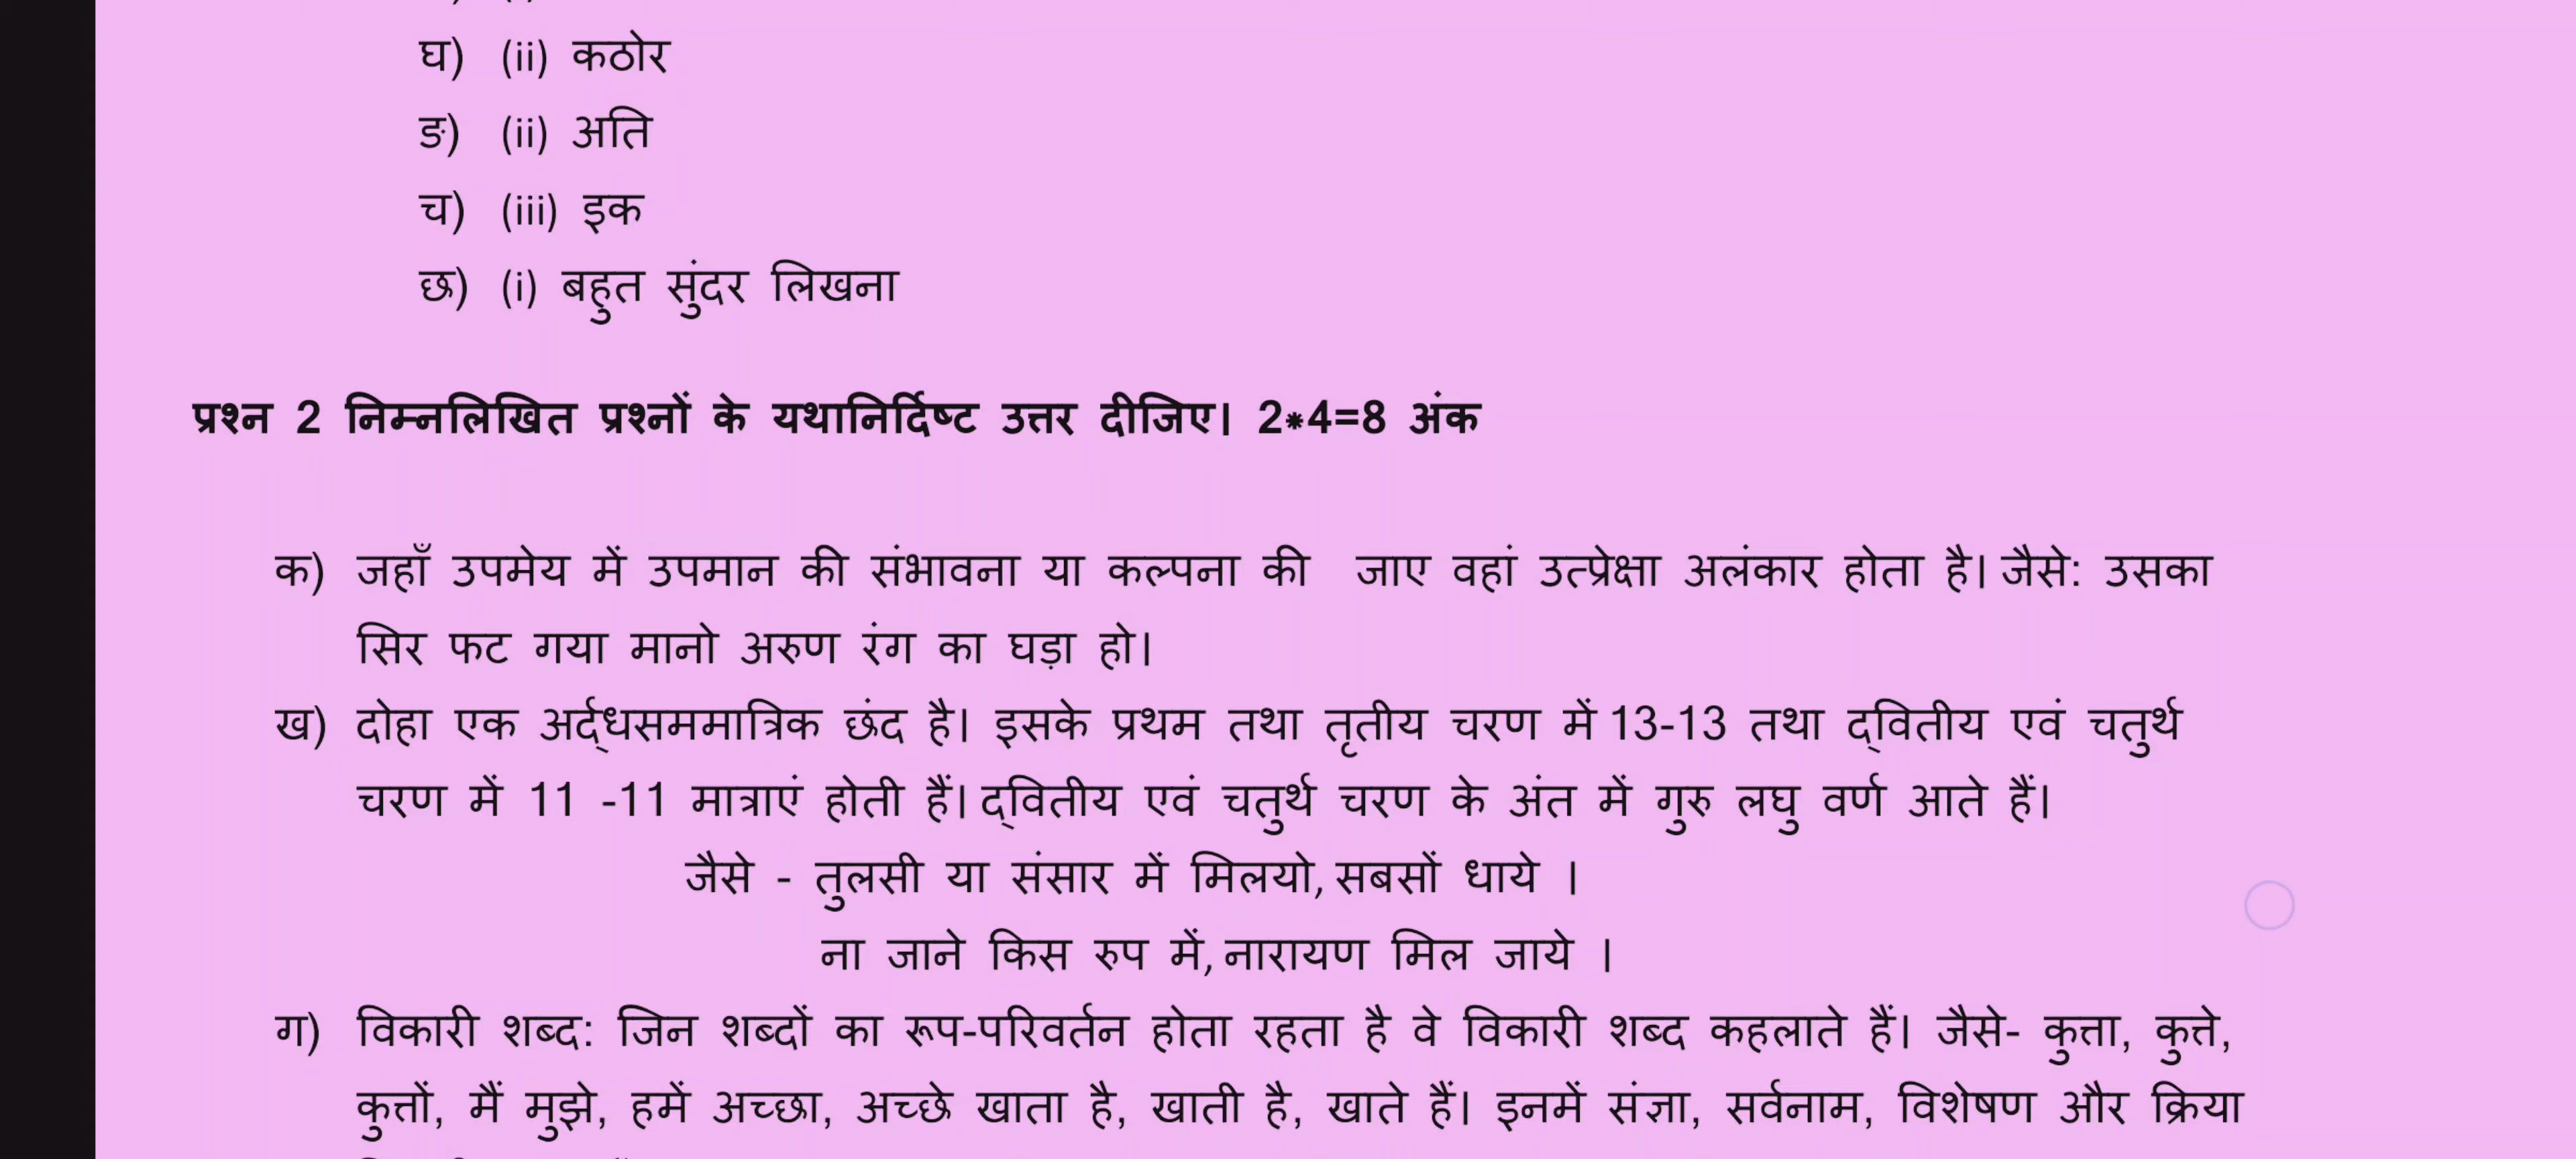 घ) (ii) कठोर
ङ) (ii) अति
च) (iii) इक
छ) (i) बहुत सुंदर लिखना
प्रश्न 2 निम्नलिखित प्रश्नों के यथानिर्दिष्ट उत्तर दीजिए। 2*4=8 अंक
क) जहाँ उपमेय में उपमान की संभावना या कल्पना की जाए वहां उत्प्रेक्षा अलंकार होता है। जैसे: उसका
सिर फट गया मानो अरुण रंग का घड़ा हो।
ख) दोहा एक अर्द्धसममात्रिक छंद है। इसके प्रथम तथा तृतीय चरण में 13-13 तथा द्वितीय एवं चतुर्थ
चरण में 11 -11 मात्राएं होती हैं। द्वितीय एवं चतुर्थ चरण के अंत में गुरु लघु वर्ण आते हैं।
जैसे - तुलसी या संसार में मिलयो, सबसों धाये ।
ना जाने किस रुप में, नारायण मिल जाये ।
ग) विकारी शब्द: जिन शब्दों का रूप-परिवर्तन होता रहता है वे विकारी शब्द कहलाते हैं। जैसे- कुत्ता, कुत्ते,
कुत्तों, मैं मुझे, हमें अच्छा, अच्छे खाता है, खाती है, खाते हैं। इनमें संज्ञा, सर्वनाम, विशेषण और क्रिया